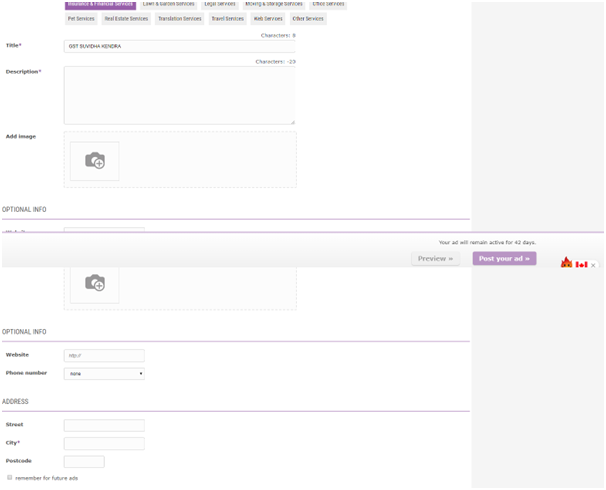 Insurance & Financial Services Lawn & Garden Services Legal Services Moving & Storage Services Office Services
Pet Services Real Estate Services Translation Services Travel Services Web Services Other Services
Characters: 8
Title* GST SUVIDHA KENDRA
Characters: -20
Description*
Add image
OPTIONAL INFO
Your ad will remain active for 42 days.
Preview » Post your ad »
OPTIONAL INFO
Website http://
Phone number None
ADDRESS
Street
City*
Postcode
remember for future ads